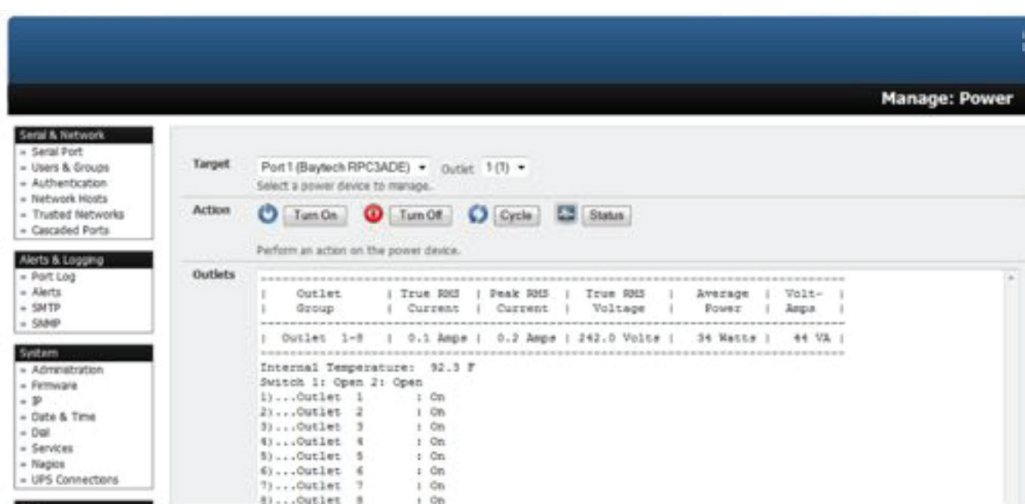 Manage: Power
Serial & Network
» Serial Port
» Users & Groups
» Authentication
» Network Hosts
» Trusted Networks
» Cascaded Ports
Alerts & Logging
» Port Log
» Alerts
» SMTP
» SNMP
System
» Administration
» Firmware
» IP
» Date & Time
» Dial
» Services
» Nagios
» UPS Connections
Target Port 1 (Baytech RPC3ADE) Outlet 1 (1)
Select a power device to manage.
Action Turn On Turn Off Cycle Status
Perform an action on the power device.
Outlets
| Outlet | True RMS | Peak RMS | True RMS | Average | Volt- |
| Group | Current | Current | Voltage | Power | Amps |
| Outlet 1-8 | 0.1 Amps | 0.2 Amps | 242.0 Volts | 34 Watts | 44 VA |
Internal Temperature: 92.3 F
Switch 1: Open 2: Open
1)...Outlet 1 : On
2)...Outlet 2 : On
3)...Outlet 3 : On
4)...Outlet 4 : On
5)...Outlet 5 : On
6)...Outlet 6 : On
7)...Outlet 7 : On
8)...Outlet 8 : On